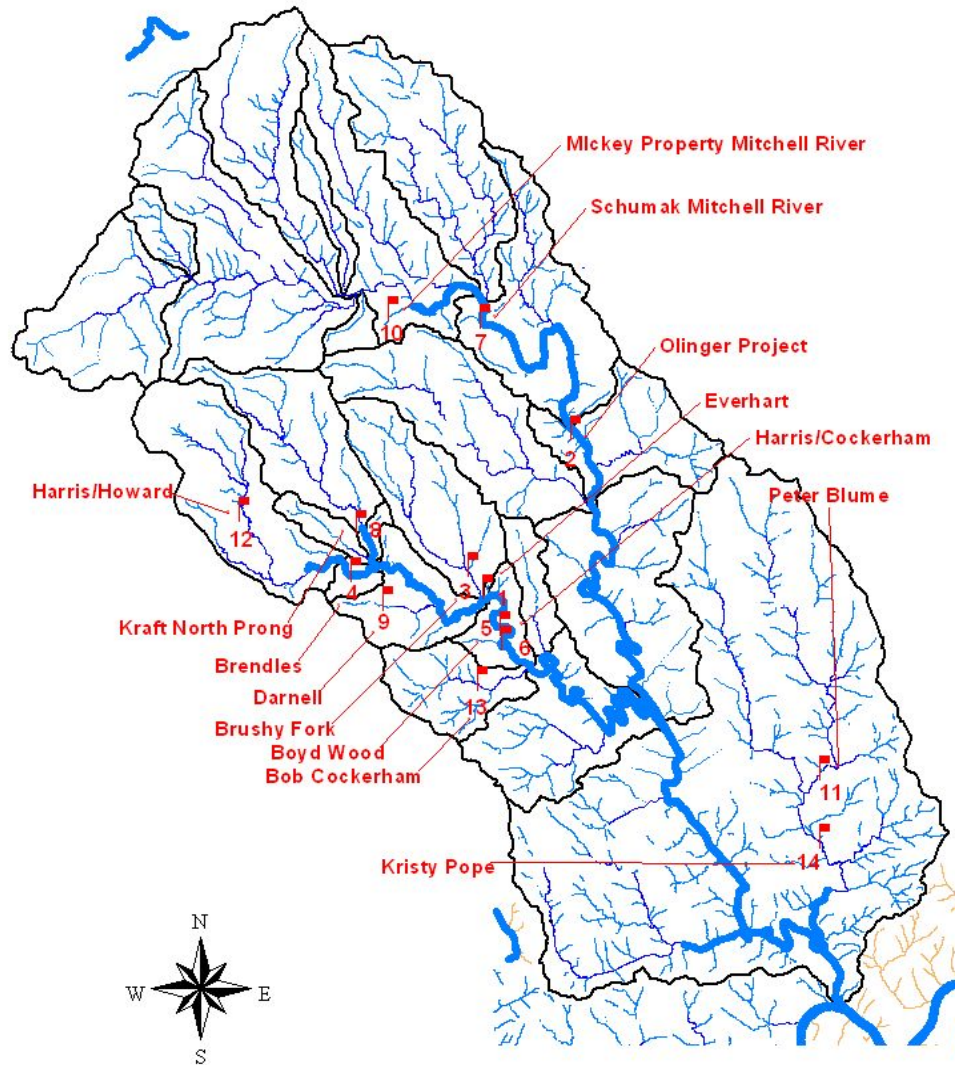 MIckey Property Mitchell River
Schumak Mitchell River
10
7
Olinger Project
Everhart
2
Harris/Cockerham
Harris/Howard
Peter Blume
12
8
4
3
9
1
5
6
Kraft North Prong
Brendles
Darnell
13
Brushy Fork
Boyd Wood
Bob Cockerham
11
14
Kristy Pope
N
W
E
S